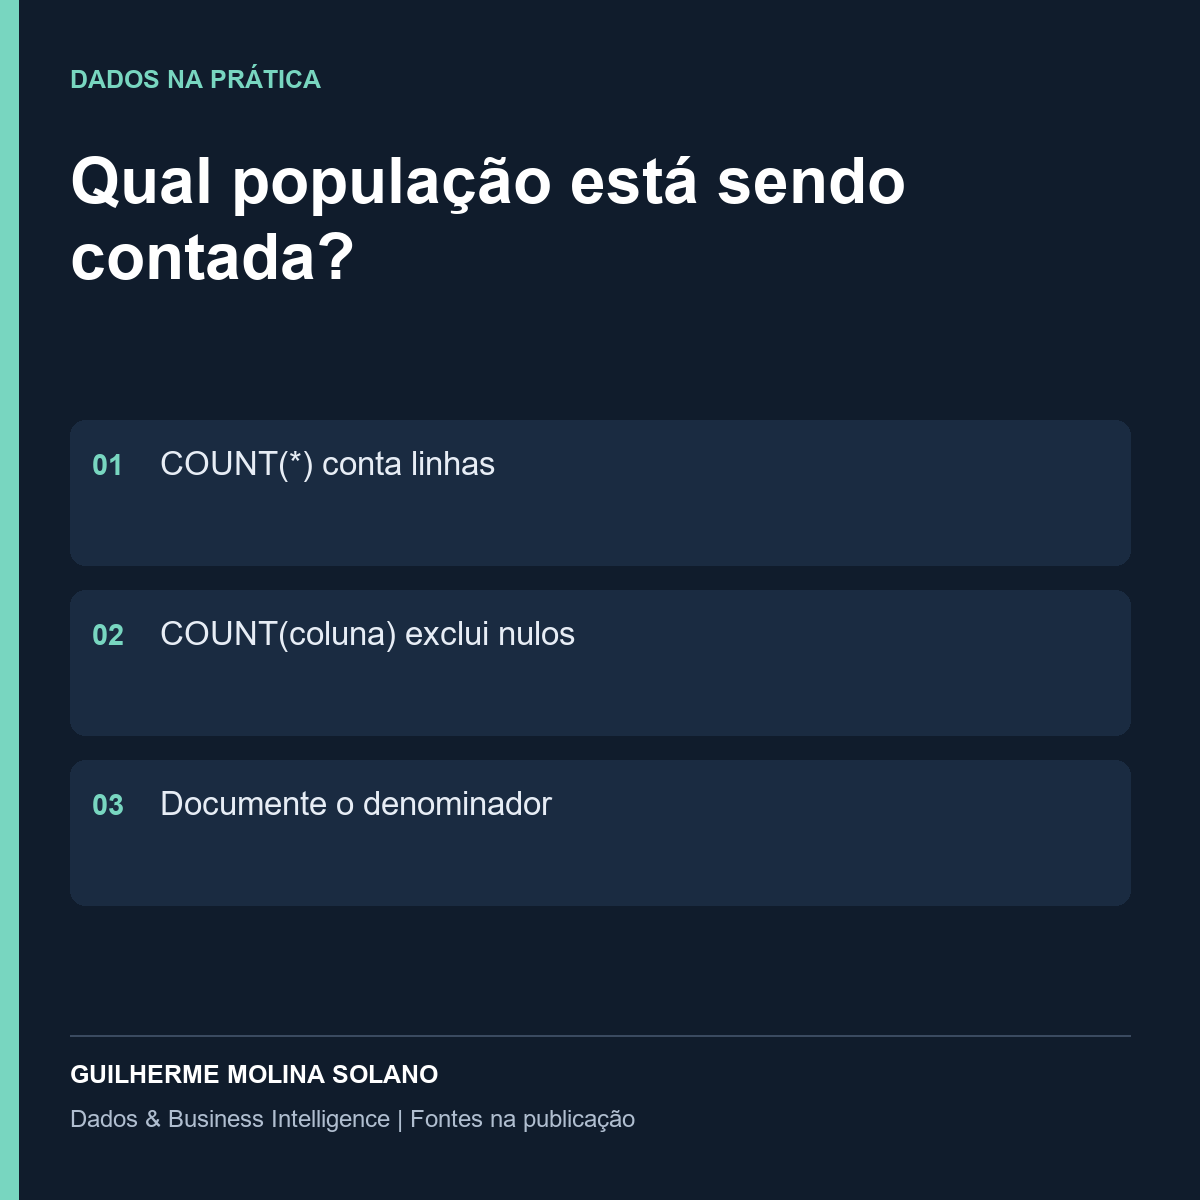 DADOS NA PRÁTICA
Qual população está sendo
contada?
01 COUNT(*) conta linhas
02 COUNT(coluna) exclui nulos
03 Documente o denominador
GUILHERME MOLINA SOLANO
Dados & Business Intelligence | Fontes na publicação